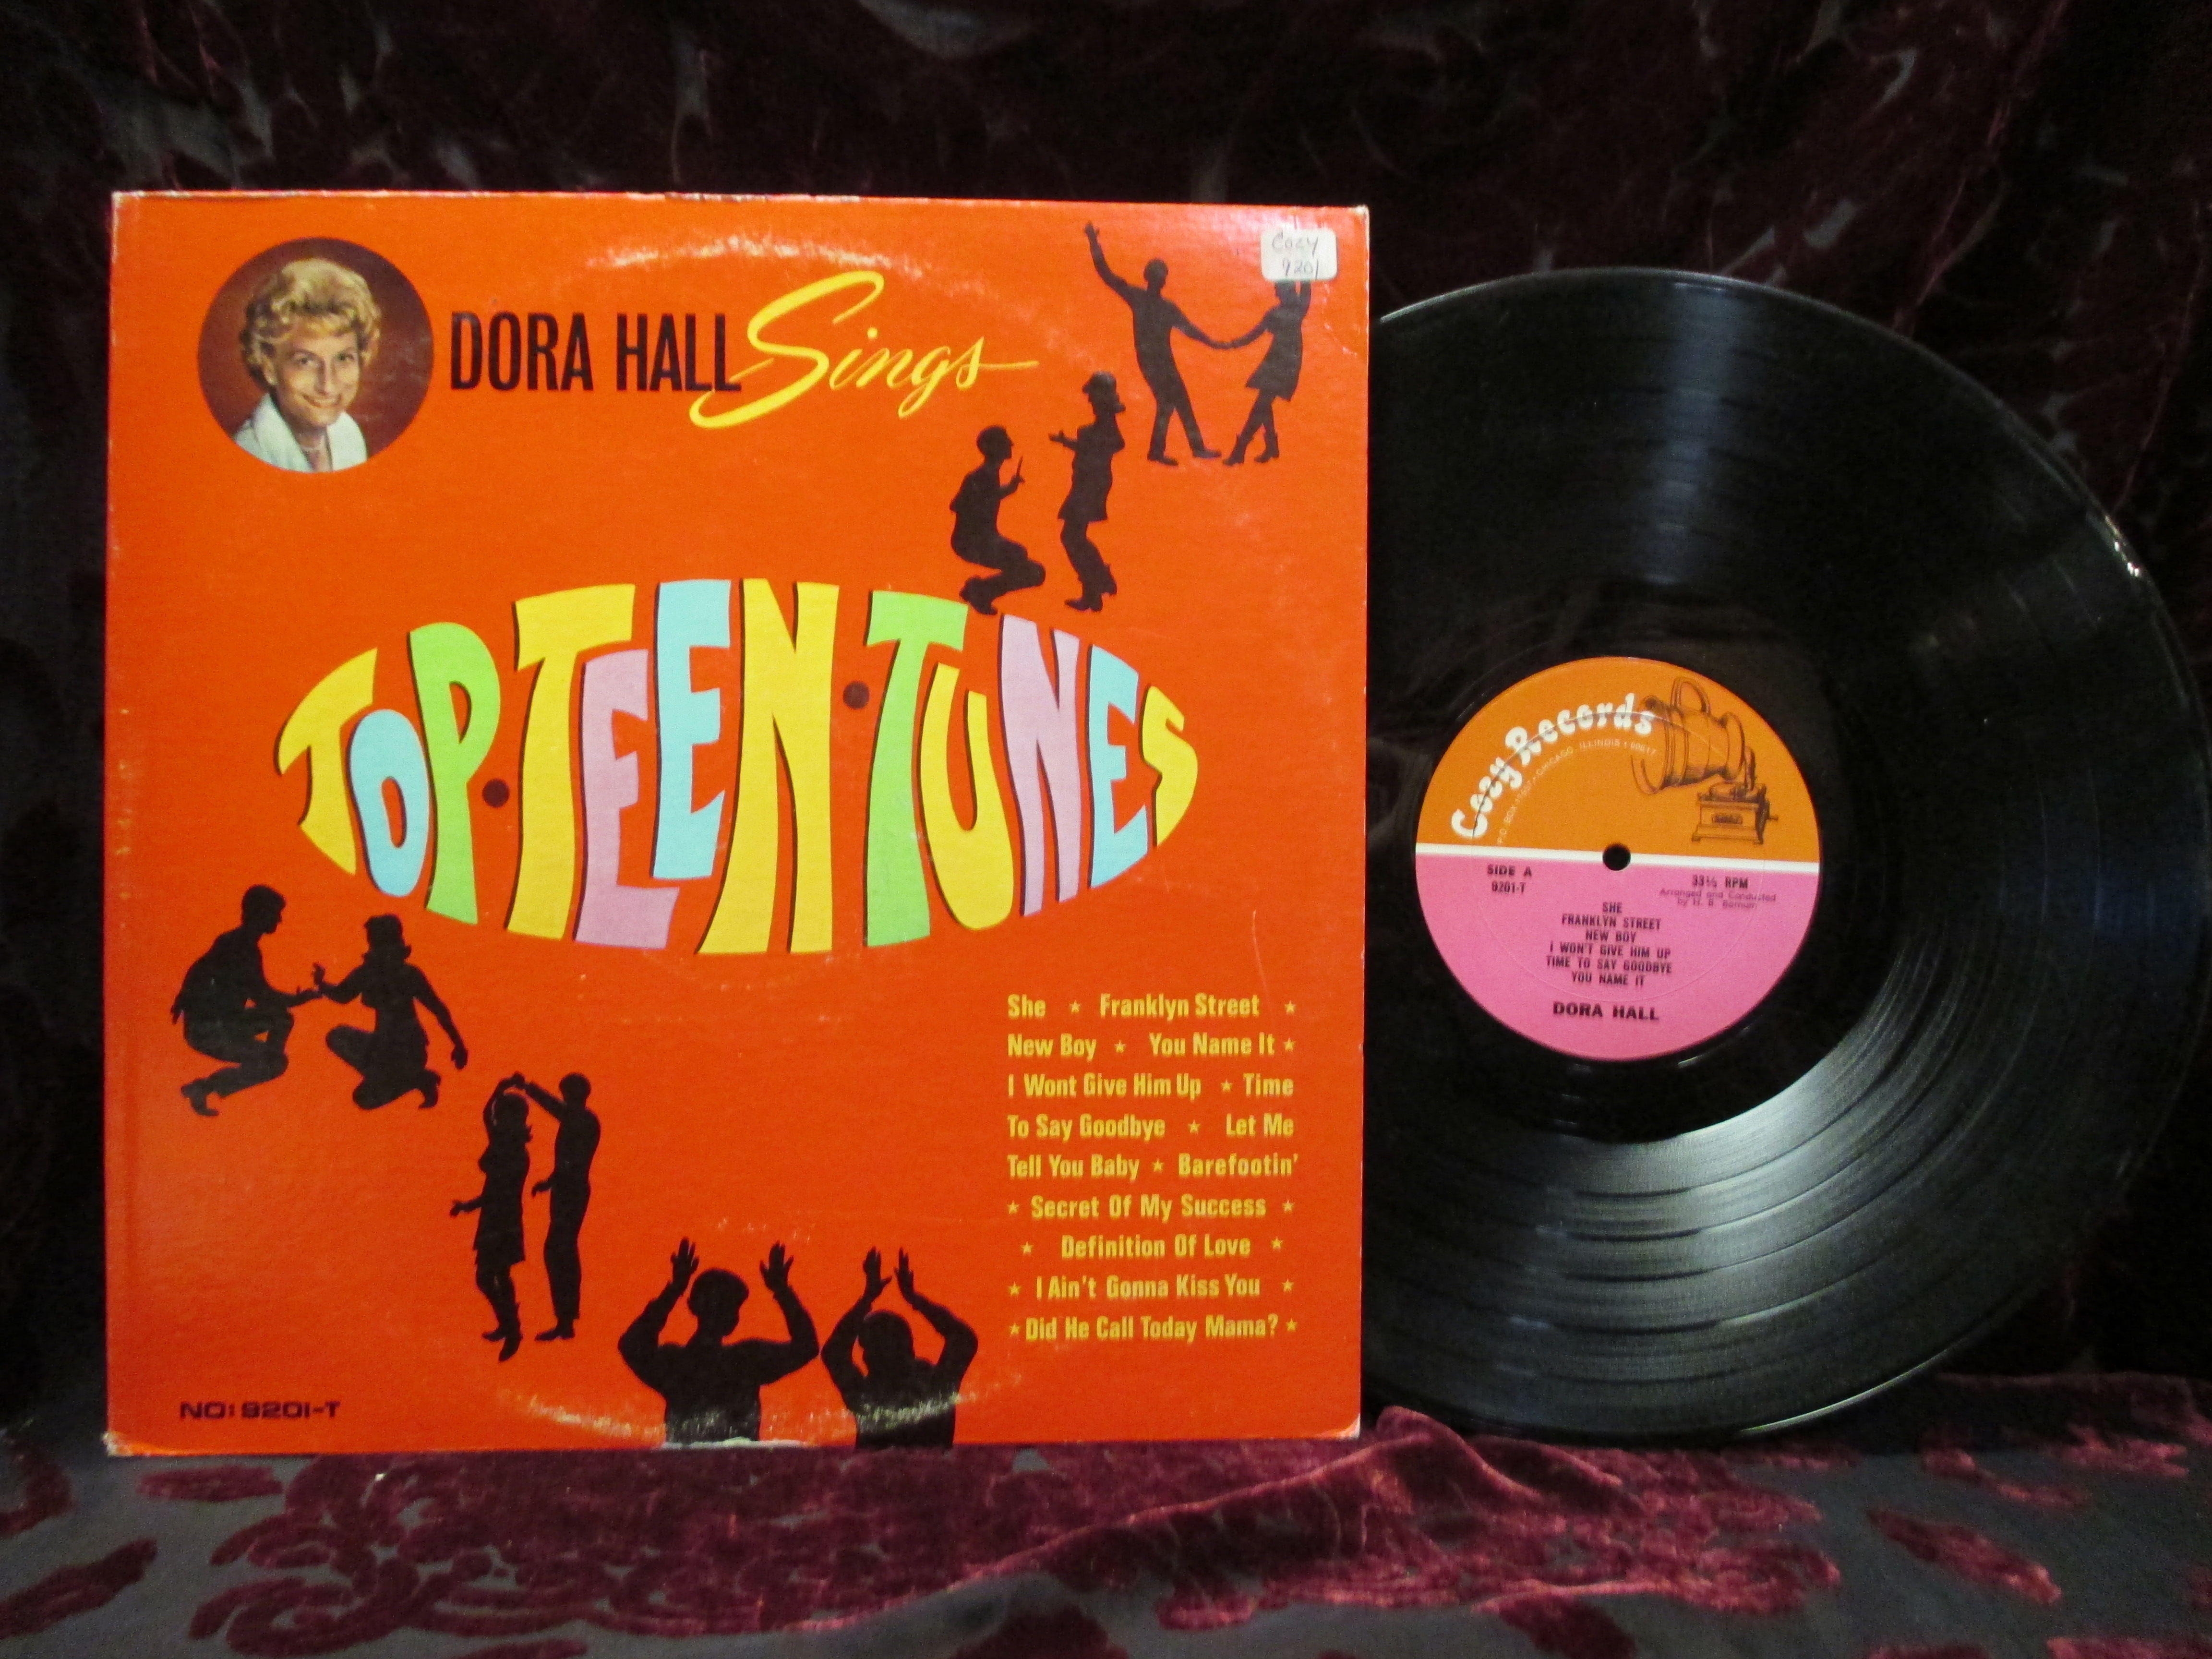 DORA HALL Sings
Cozy
9201
TOP·TEEN·TUNES
She ★ Franklyn Street ★
New Boy ★ You Name It ★
I Wont Give Him Up ★ Time
To Say Goodbye ★ Let Me
Tell You Baby ★ Barefootin'
★ Secret Of My Success ★
★ Definition Of Love ★
★ I Ain't Gonna Kiss You ★
★ Did He Call Today Mama? ★
NO: 9201-T
Cozy Records
CHICAGO, ILLINOIS • 60617
SIDE A
9201-T
33⅓ RPM
Arranged and Conducted
by H. B.
SHE
FRANKLYN STREET
NEW BOY
I WON'T GIVE HIM UP
TIME TO SAY GOODBYE
YOU NAME IT
DORA HALL